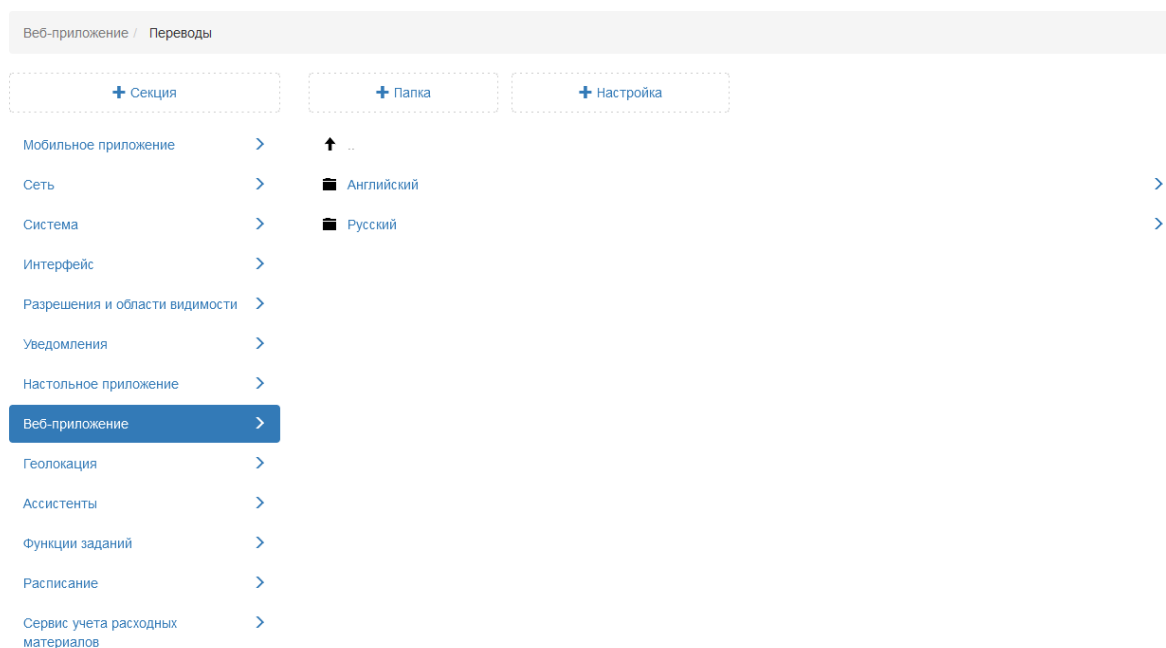 Веб-приложение / Переводы
+ Секция
+ Папка
+ Настройка
Мобильное приложение
Сеть
Система
Интерфейс
Разрешения и области видимости
Уведомления
Настольное приложение
Веб-приложение
Геолокация
Ассистенты
Функции заданий
Расписание
Сервис учета расходных
материалов
..
Английский
Русский